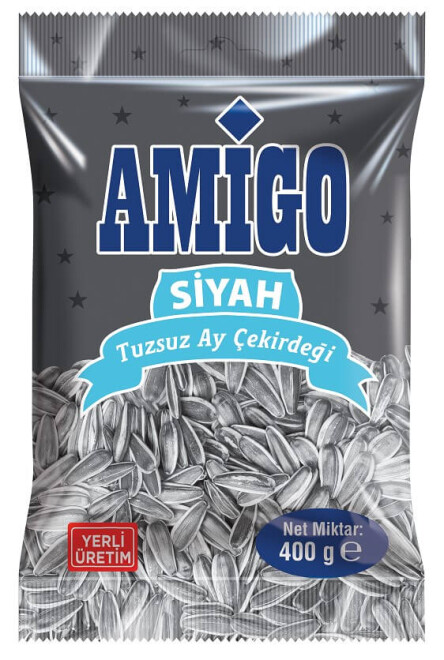 AMİGO
SİYAH
Tuzsuz Ay Çekirdeği
YERLİ
ÜRETİM
Net Miktar:
400 g ℮